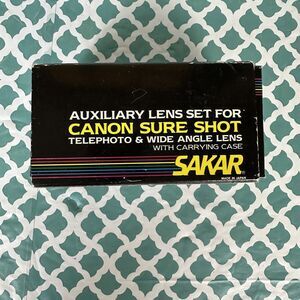 AUXILIARY LENS SET FOR
CANON SURE SHOT
TELEPHOTO & WIDE ANGLE LENS
WITH CARRYING CASE
SAKAR
MADE IN JAPAN